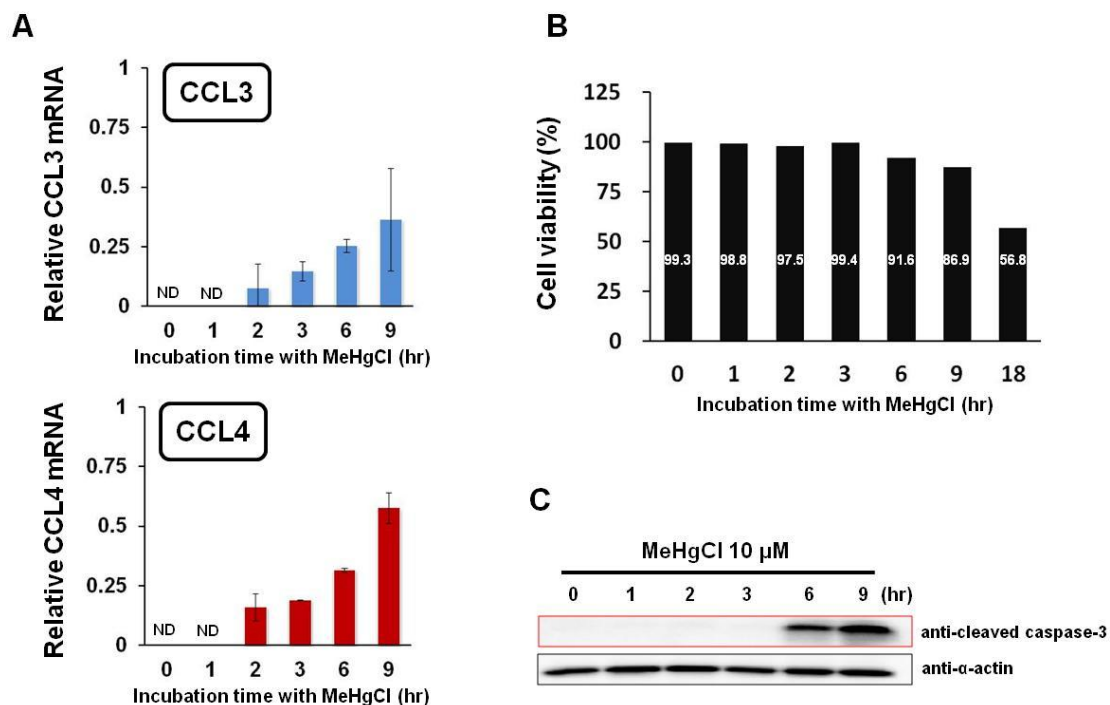 A
Relative CCL3 mRNA
1
0.75
0.5
0.25
0
CCL3
ND ND
0 1 2 3 6 9
Incubation time with MeHgCl (hr)
Relative CCL4 mRNA
1
0.75
0.5
0.25
0
CCL4
ND ND
0 1 2 3 6 9
Incubation time with MeHgCl (hr)
B
Cell viability (%)
125
100
75
50
25
0
99.3 98.8 97.5 99.4 91.6 86.9 56.8
0 1 2 3 6 9 18
Incubation time with MeHgCl (hr)
C
MeHgCl 10 μM
0 1 2 3 6 9 (hr)
anti-cleaved caspase-3
anti-α-actin